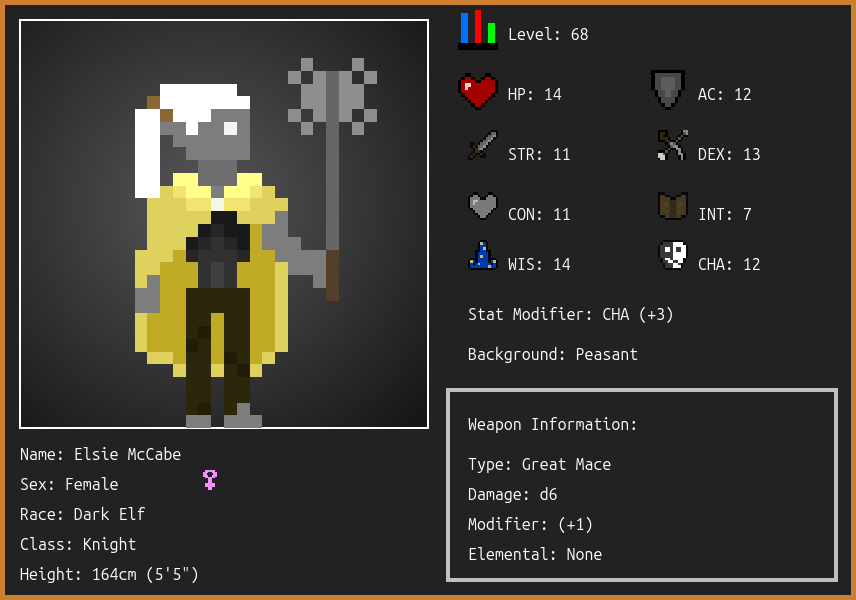 Level: 68
HP: 14
AC: 12
STR: 11
DEX: 13
CON: 11
INT: 7
WIS: 14
CHA: 12
Stat Modifier: CHA (+3)
Background: Peasant
Name: Elsie McCabe
Sex: Female
Race: Dark Elf
Class: Knight
Height: 164cm (5'5")
Weapon Information:
Type: Great Mace
Damage: d6
Modifier: (+1)
Elemental: None